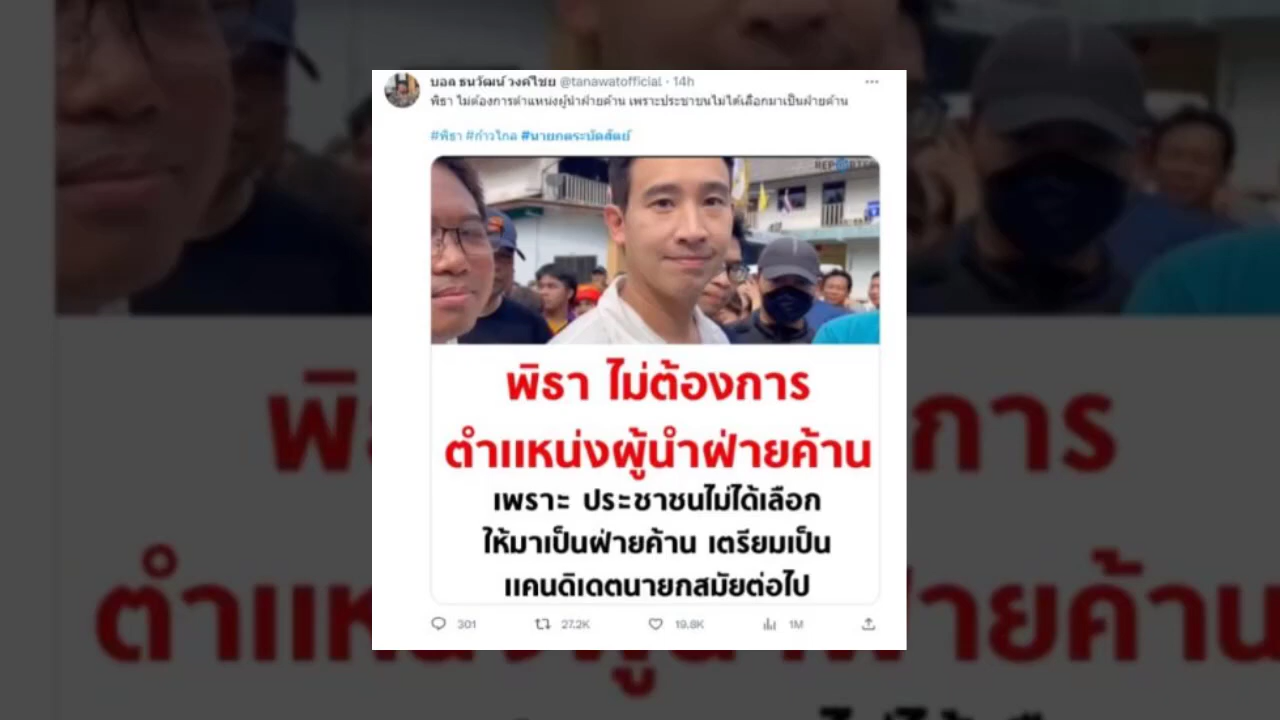 บอล ธนวัฒน์ วงค์ไชย @tanawatofficial · 14h
พิธา ไม่ต้องการตำแหน่งผู้นำฝ่ายค้าน เพราะประชาชนไม่ได้เลือกมาเป็นฝ่ายค้าน
#พิธา #ก้าวไกล #นายกตระบัดสัตย์
พิธา ไม่ต้องการ
ตำแหน่งผู้นำฝ่ายค้าน
เพราะ ประชาชนไม่ได้เลือก
ให้มาเป็นฝ่ายค้าน เตรียมเป็น
แคนดิเดตนายกสมัยต่อไป
301 27.2K 19.8K 1M